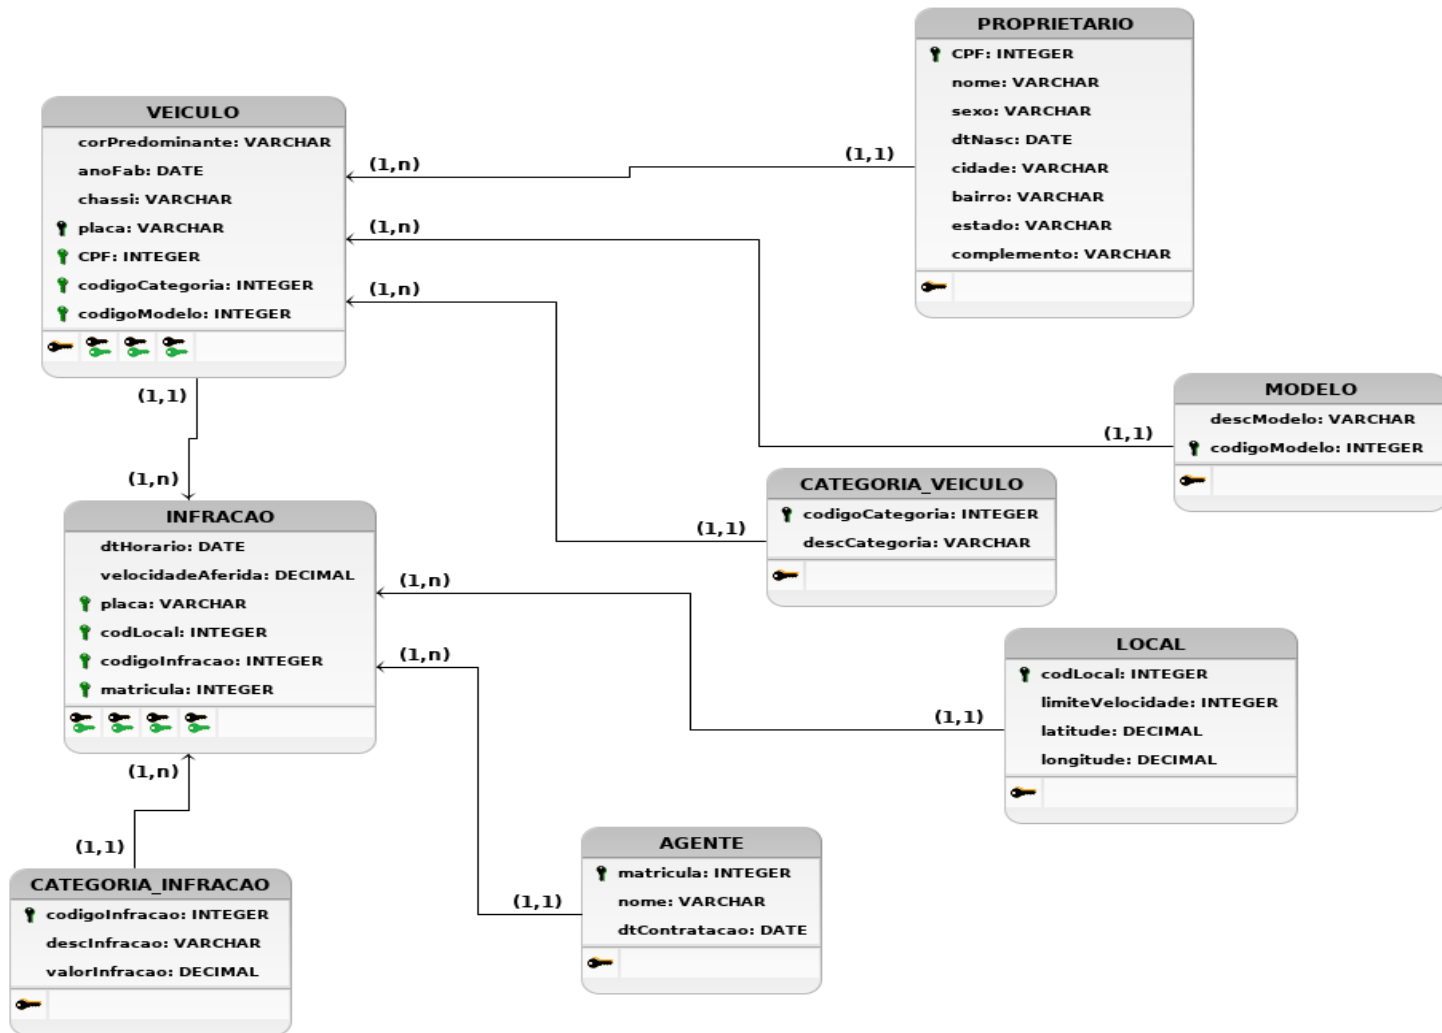 PROPRIETARIO
CPF: INTEGER
nome: VARCHAR
sexo: VARCHAR
dtNasc: DATE
cidade: VARCHAR
bairro: VARCHAR
estado: VARCHAR
complemento: VARCHAR
VEICULO
corPredominante: VARCHAR
anoFab: DATE
chassi: VARCHAR
placa: VARCHAR
CPF: INTEGER
codigoCategoria: INTEGER
codigoModelo: INTEGER
(1,n)
(1,1)
(1,n)
(1,n)
(1,1)
(1,n)
MODELO
descModelo: VARCHAR
codigoModelo: INTEGER
(1,1)
CATEGORIA_VEICULO
codigoCategoria: INTEGER
descCategoria: VARCHAR
(1,1)
INFRACAO
dtHorario: DATE
velocidadeAferida: DECIMAL
placa: VARCHAR
codLocal: INTEGER
codigoInfracao: INTEGER
matricula: INTEGER
(1,n)
(1,n)
LOCAL
codLocal: INTEGER
limiteVelocidade: INTEGER
latitude: DECIMAL
longitude: DECIMAL
(1,1)
(1,n)
(1,1)
CATEGORIA_INFRACAO
codigoInfracao: INTEGER
descInfracao: VARCHAR
valorInfracao: DECIMAL
AGENTE
matricula: INTEGER
nome: VARCHAR
dtContratacao: DATE
(1,1)